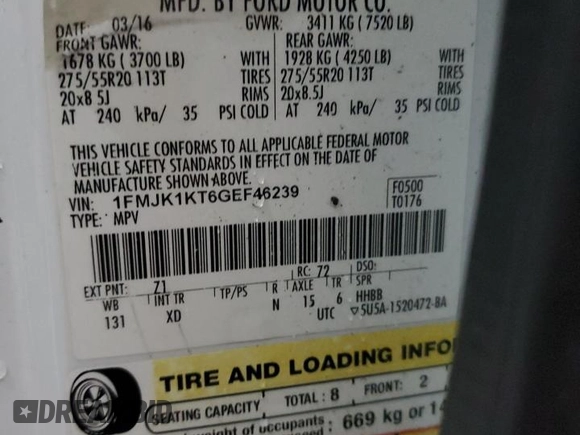 MFD. BY FORD MOTOR CO.
DATE: 03/16 GVWR: 3411 KG ( 7520 LB)
FRONT GAWR: REAR GAWR:
1678 KG ( 3700 LB) WITH 1928 KG ( 4250 LB) WITH
275/55R20 113T TIRES 275/55R20 113T TIRES
20x8.5J RIMS 20x8.5J RIMS
AT 240 kPa/ 35 PSI COLD AT 240 kPa/ 35 PSI COLD
THIS VEHICLE CONFORMS TO ALL APPLICABLE FEDERAL MOTOR
VEHICLE SAFETY STANDARDS IN EFFECT ON THE DATE OF
MANUFACTURE SHOWN ABOVE.
VIN: 1FMJK1KT6GEF46239 F0500
TYPE: MPV T0176
EXT PNT: Z1 RC: 72 DSO:
WB INT TR TP/PS R AXLE TR SPR
131 XD N 15 6 HHBB
UTC ▽5U5A-1520472-BA
TIRE AND LOADING INFO
SEATING CAPACITY TOTAL: 8 FRONT: 2
weight of occupants 669 kg or 14